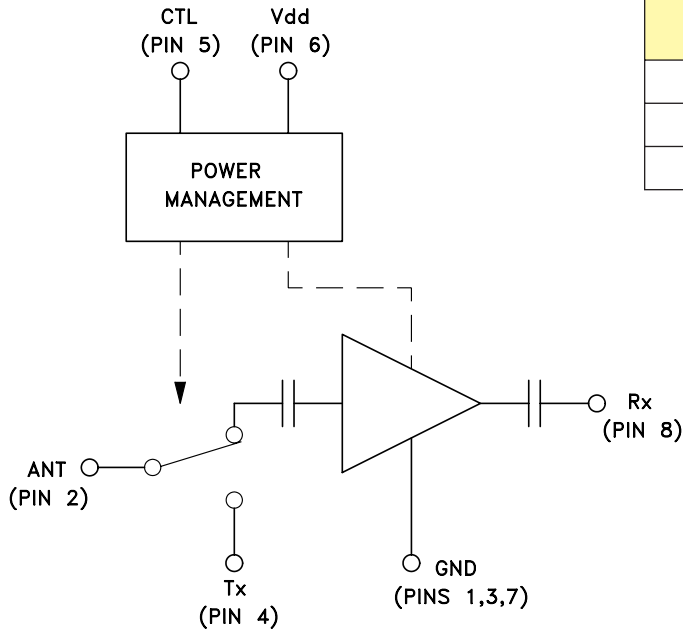 CTL Vdd
(PIN 5) (PIN 6)
POWER
MANAGEMENT
Rx
(PIN 8)
ANT
(PIN 2)
GND
(PINS 1,3,7)
Tx
(PIN 4)